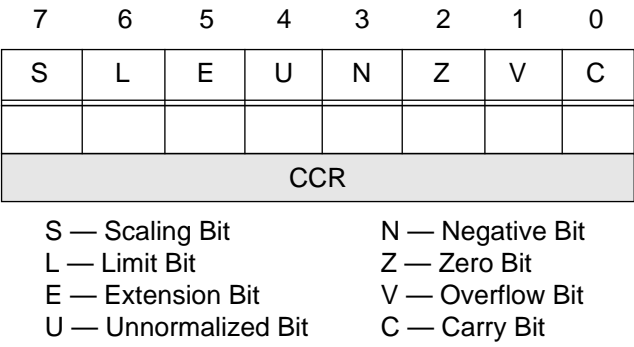 7 6 5 4 3 2 1 0
S L E U N Z V C
CCR
S — Scaling Bit N — Negative Bit
L — Limit Bit Z — Zero Bit
E — Extension Bit V — Overflow Bit
U — Unnormalized Bit C — Carry Bit